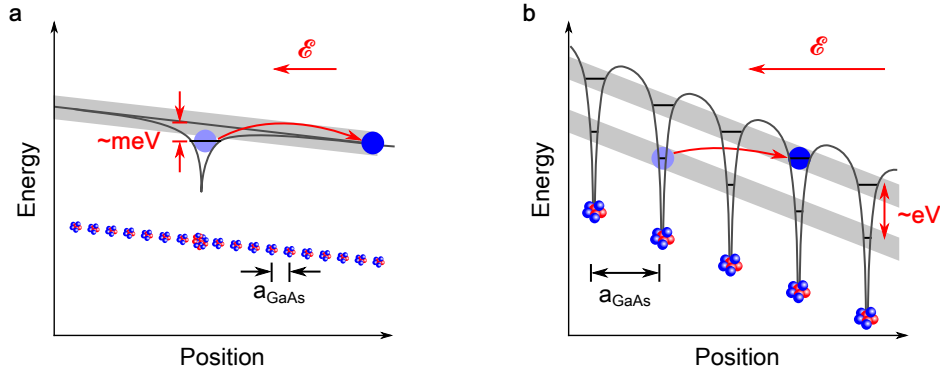 a
ℰ
~meV
Energy
a_GaAs
Position
b
ℰ
~eV
Energy
a_GaAs
Position